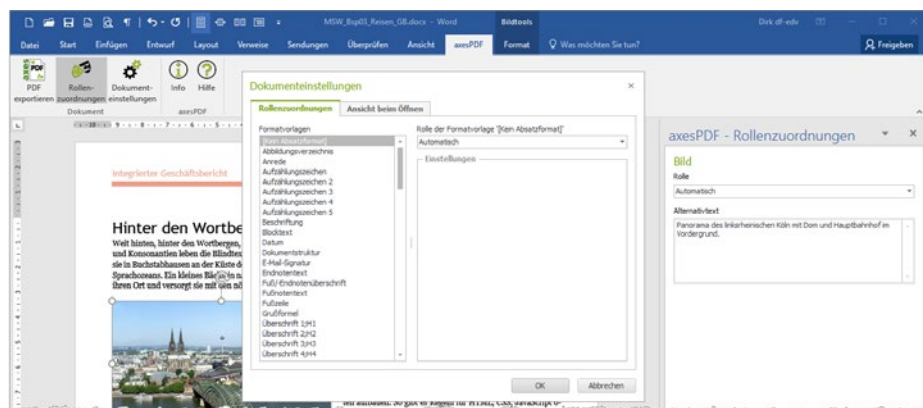 MSW_Bsp03_Reisen_GB.docx - Word
Bildtools
Dirk df-edv
Datei Start Einfügen Entwurf Layout Verweise Sendungen Überprüfen Ansicht axesPDF Format Was möchten Sie tun? Freigeben
PDF exportieren
Rollen-zuordnungen
Dokument-einstellungen
Info
Hilfe
Dokument
axesPDF
Integrierter Geschäftsbericht
Hinter den Wortbe
Weit hinten, hinter den Wortbergen,
und Konsonantien leben die Blindtex
sie in Buchstabhausen an der Küste d
Sprachozeans. Ein kleines Bäc
ihren Ort und versorgt sie mit den nö
Dokumenteinstellungen
Rollenzuordnungen Ansicht beim Öffnen
Formatvorlagen
[Kein Absatzformat]
Abbildungsverzeichnis
Anrede
Aufzählungszeichen
Aufzählungszeichen 2
Aufzählungszeichen 3
Aufzählungszeichen 4
Aufzählungszeichen 5
Beschriftung
Blocktext
Datum
Dokumentstruktur
E-Mail-Signatur
Endnotentext
Fuß/-Endnotenüberschrift
Fußnotentext
Fußzeile
Grußformel
Überschrift 1;H1
Überschrift 2;H2
Überschrift 3;H3
Überschrift 4;H4
Rolle der Formatvorlage '[Kein Absatzformat]'
Automatisch
Einstellungen
OK Abbrechen
axesPDF - Rollenzuordnungen
Bild
Rolle
Automatisch
Alternativtext
Panorama des linksrheinischen Köln mit Dom und Hauptbahnhof im
Vordergrund.